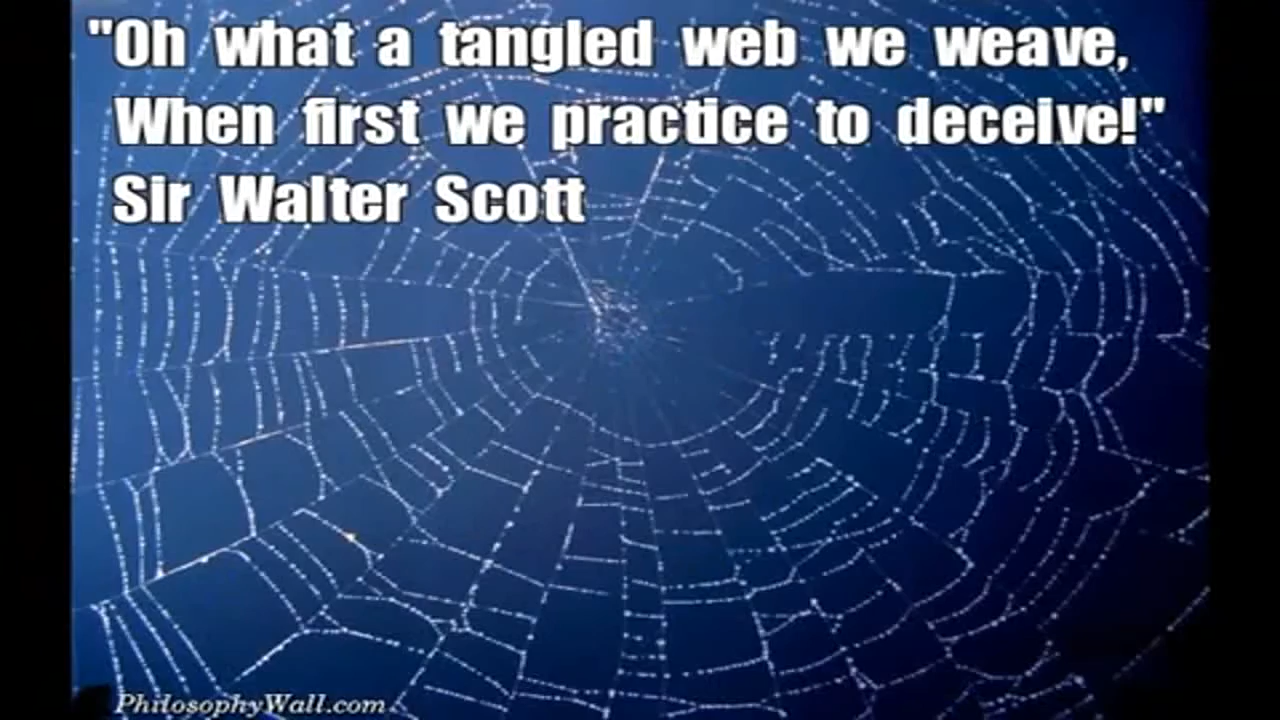 "Oh what a tangled web we weave,
When first we practice to deceive!"
Sir Walter Scott
PhilosophyWall.com